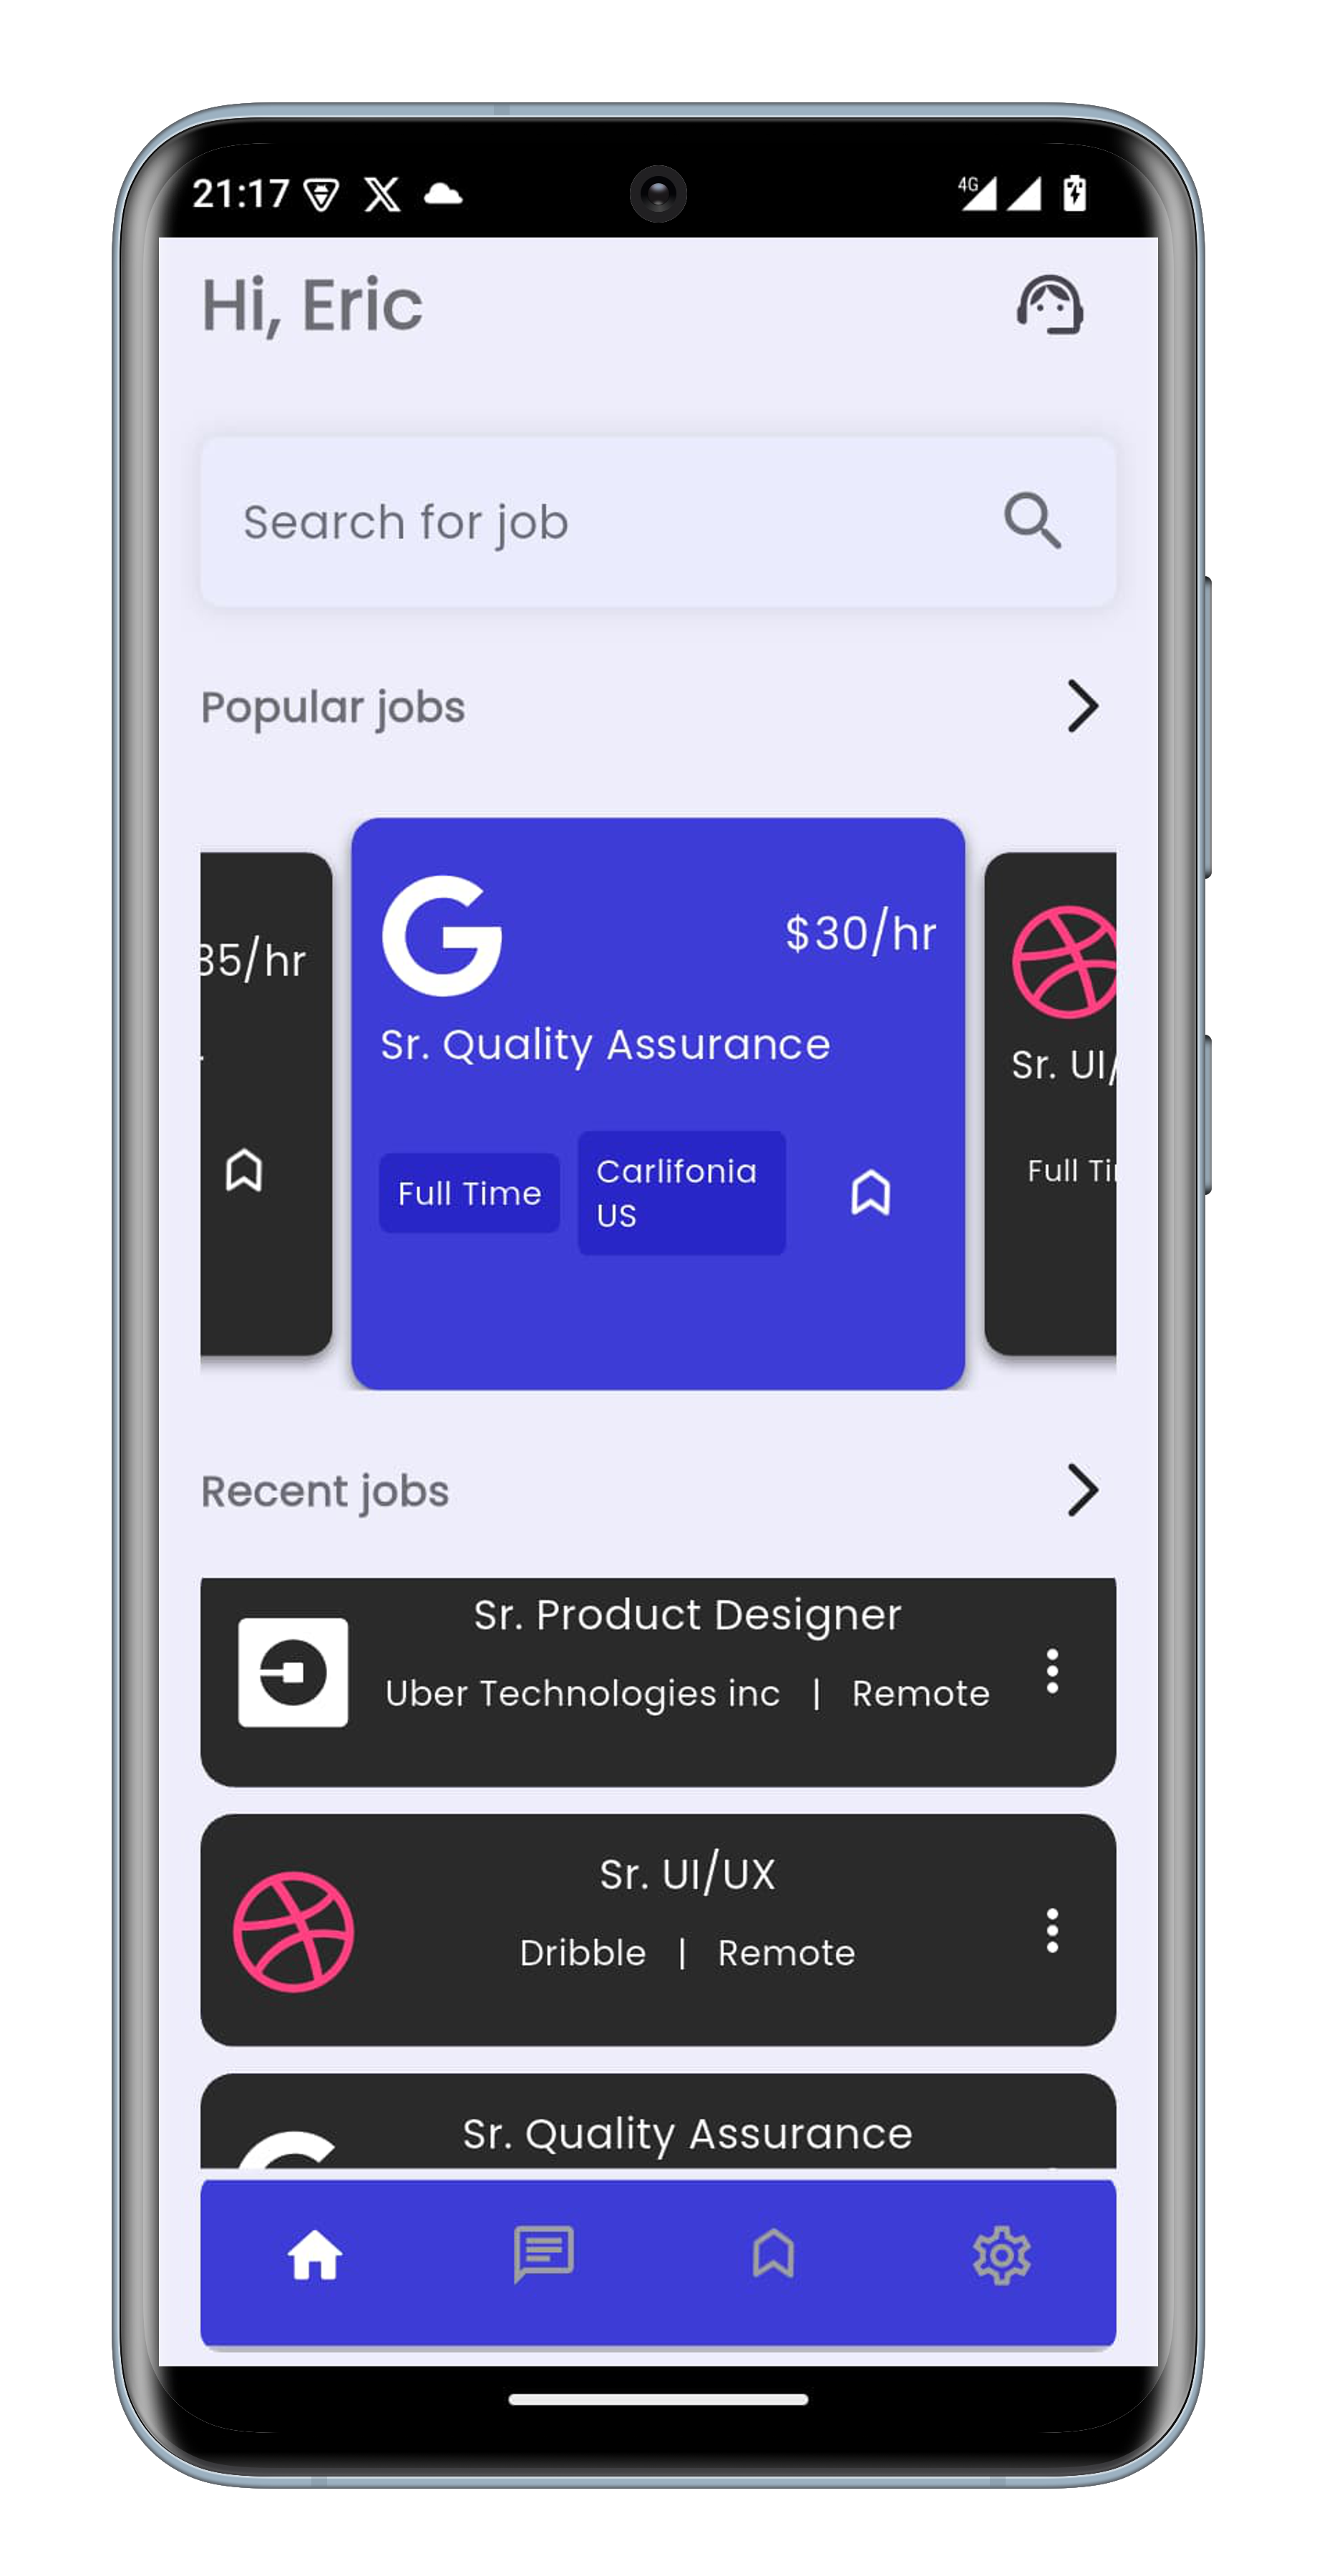 21:17
4G
Hi, Eric
Search for job
Popular jobs
35/hr
$30/hr
Sr. Quality Assurance
Full Time
Carlifonia
US
Sr. UI/
Full
Recent jobs
Sr. Product Designer
Uber Technologies inc | Remote
Sr. UI/UX
Dribble | Remote
Sr. Quality Assurance